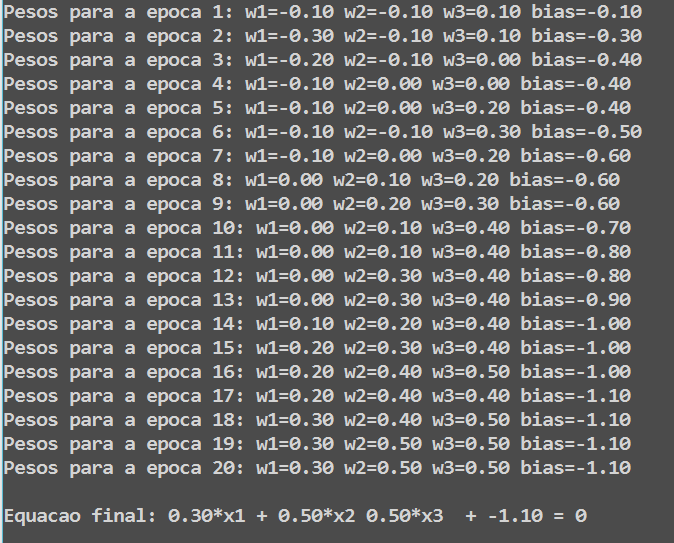 Pesos para a epoca 1: w1=-0.10 w2=-0.10 w3=0.10 bias=-0.10
Pesos para a epoca 2: w1=-0.30 w2=-0.10 w3=0.10 bias=-0.30
Pesos para a epoca 3: w1=-0.20 w2=-0.10 w3=0.00 bias=-0.40
Pesos para a epoca 4: w1=-0.10 w2=0.00 w3=0.00 bias=-0.40
Pesos para a epoca 5: w1=-0.10 w2=0.00 w3=0.20 bias=-0.40
Pesos para a epoca 6: w1=-0.10 w2=-0.10 w3=0.30 bias=-0.50
Pesos para a epoca 7: w1=-0.10 w2=0.00 w3=0.20 bias=-0.60
Pesos para a epoca 8: w1=0.00 w2=0.10 w3=0.20 bias=-0.60
Pesos para a epoca 9: w1=0.00 w2=0.20 w3=0.30 bias=-0.60
Pesos para a epoca 10: w1=0.00 w2=0.10 w3=0.40 bias=-0.70
Pesos para a epoca 11: w1=0.00 w2=0.10 w3=0.40 bias=-0.80
Pesos para a epoca 12: w1=0.00 w2=0.30 w3=0.40 bias=-0.80
Pesos para a epoca 13: w1=0.00 w2=0.30 w3=0.40 bias=-0.90
Pesos para a epoca 14: w1=0.10 w2=0.20 w3=0.40 bias=-1.00
Pesos para a epoca 15: w1=0.20 w2=0.30 w3=0.40 bias=-1.00
Pesos para a epoca 16: w1=0.20 w2=0.40 w3=0.50 bias=-1.00
Pesos para a epoca 17: w1=0.20 w2=0.40 w3=0.40 bias=-1.10
Pesos para a epoca 18: w1=0.30 w2=0.40 w3=0.50 bias=-1.10
Pesos para a epoca 19: w1=0.30 w2=0.50 w3=0.50 bias=-1.10
Pesos para a epoca 20: w1=0.30 w2=0.50 w3=0.50 bias=-1.10
Equacao final: 0.30*x1 + 0.50*x2 0.50*x3  + -1.10 = 0